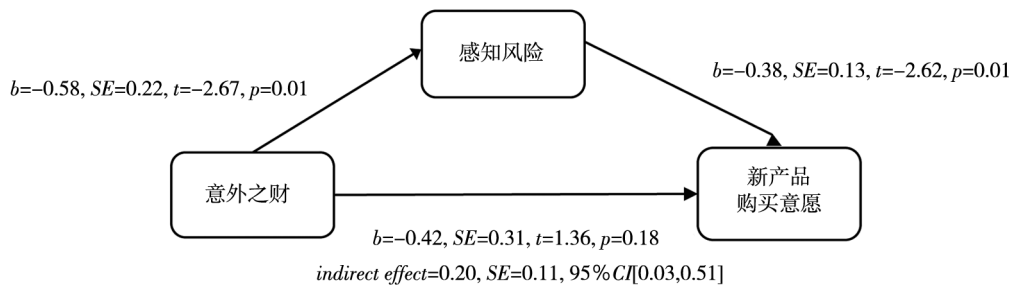 感知风险
b=−0.58, SE=0.22, t=−2.67, p=0.01
b=−0.38, SE=0.13, t=−2.62, p=0.01
意外之财
新产品
购买意愿
b=−0.42, SE=0.31, t=1.36, p=0.18
indirect effect=0.20, SE=0.11, 95%CI[0.03,0.51]